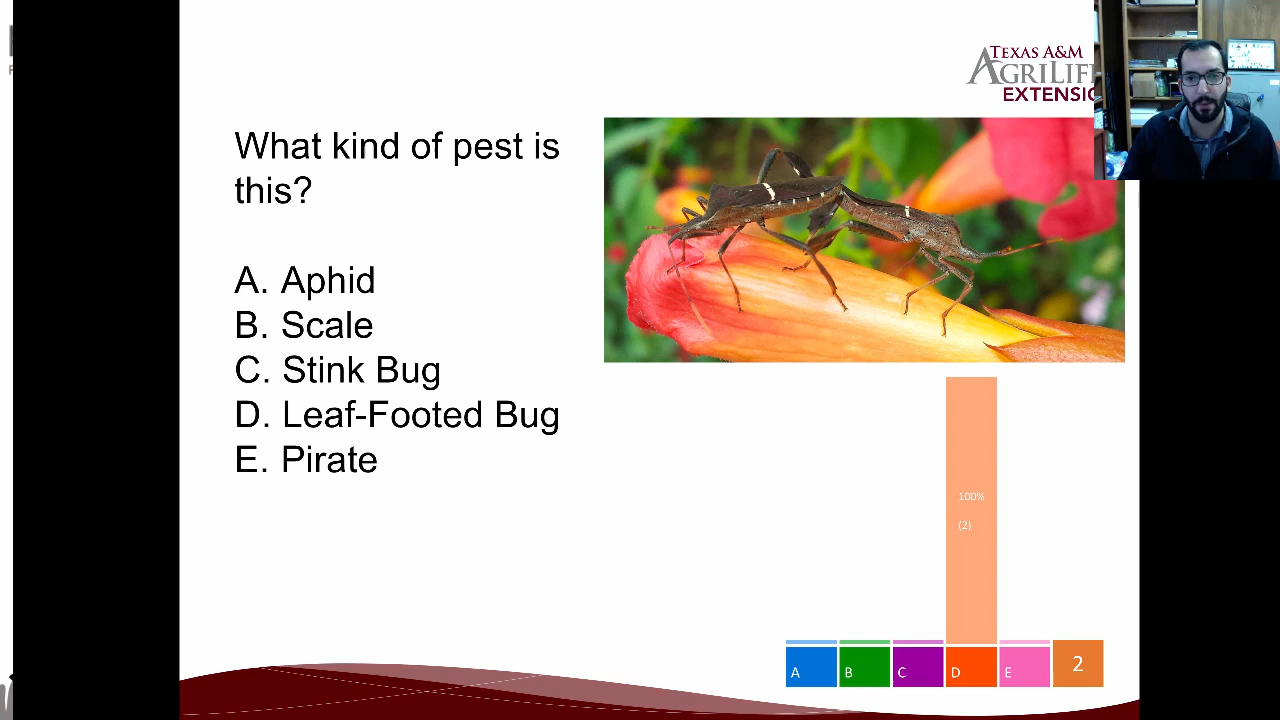 TEXAS A&M
AGRILIFE
EXTENSIO
What kind of pest is
this?
A. Aphid
B. Scale
C. Stink Bug
D. Leaf-Footed Bug
E. Pirate
100%
(2)
A B C D E 2